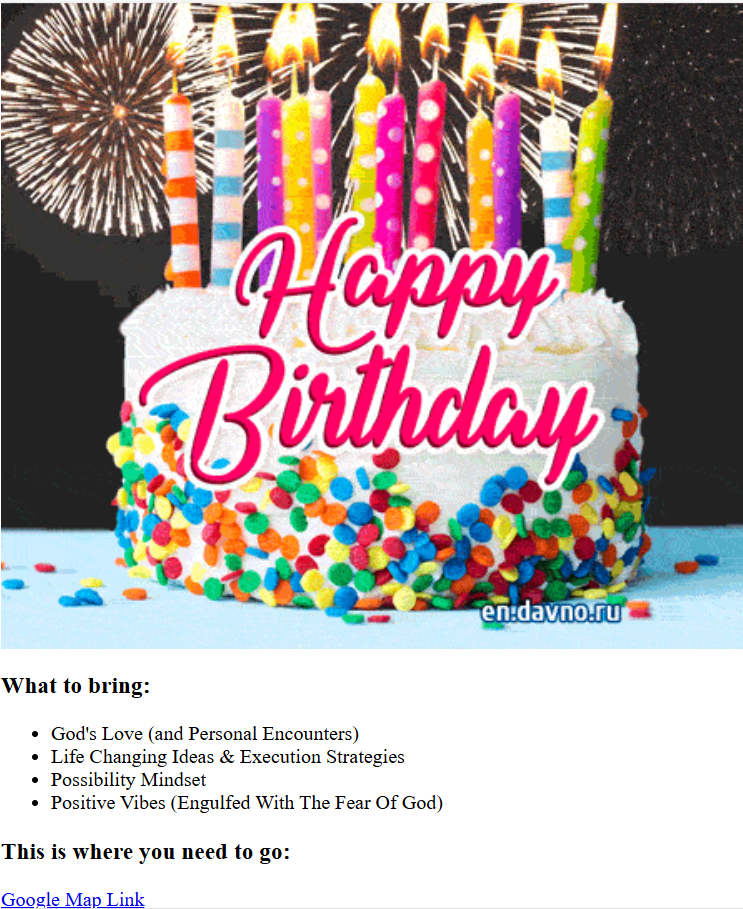 Happy
Birthday
en.davno.ru
What to bring:
God's Love (and Personal Encounters)
Life Changing Ideas & Execution Strategies
Possibility Mindset
Positive Vibes (Engulfed With The Fear Of God)
This is where you need to go:
Google Map Link